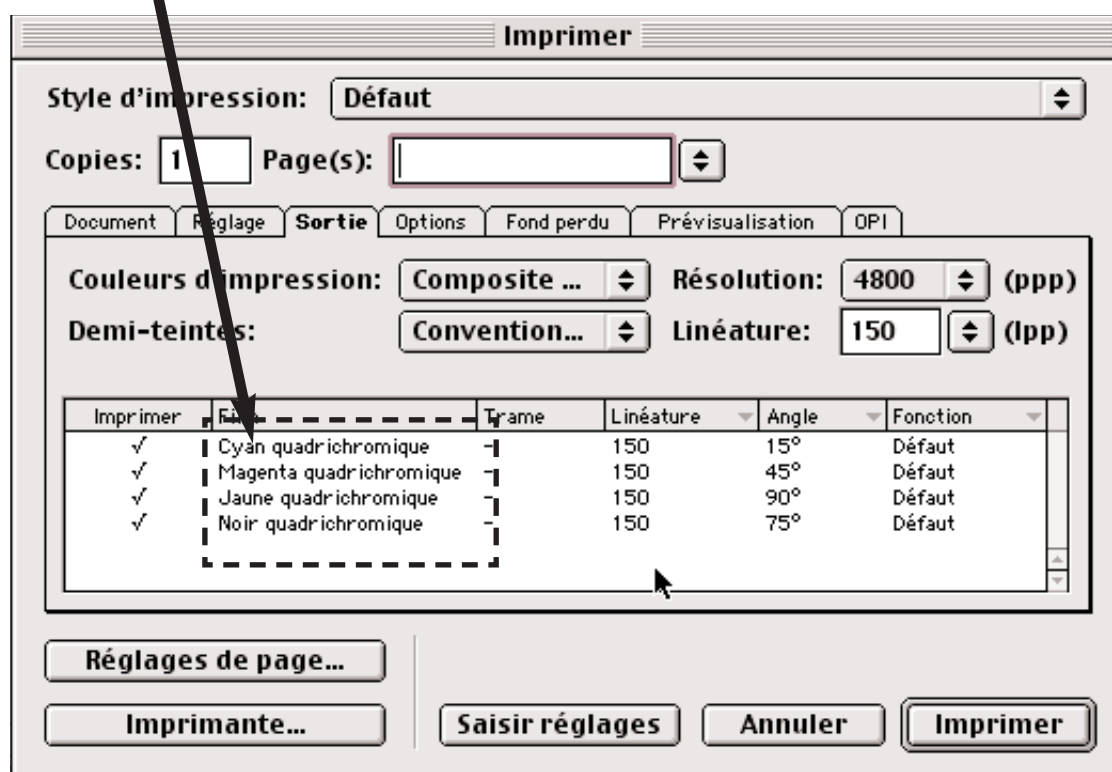 Imprimer
Style d'impression: Défaut
Copies: 1 Page(s):
Document Réglage Sortie Options Fond perdu Prévisualisation OPI
Couleurs d'impression: Composite ... Résolution: 4800 (ppp)
Demi-teintes: Convention... Linéature: 150 (lpp)
Imprimer Trame Linéature Angle Fonction
√ Cyan quadrichromique - 150 15° Défaut
√ Magenta quadrichromique - 150 45° Défaut
√ Jaune quadrichromique - 150 90° Défaut
√ Noir quadrichromique - 150 75° Défaut
Réglages de page...
Imprimante... Saisir réglages Annuler Imprimer